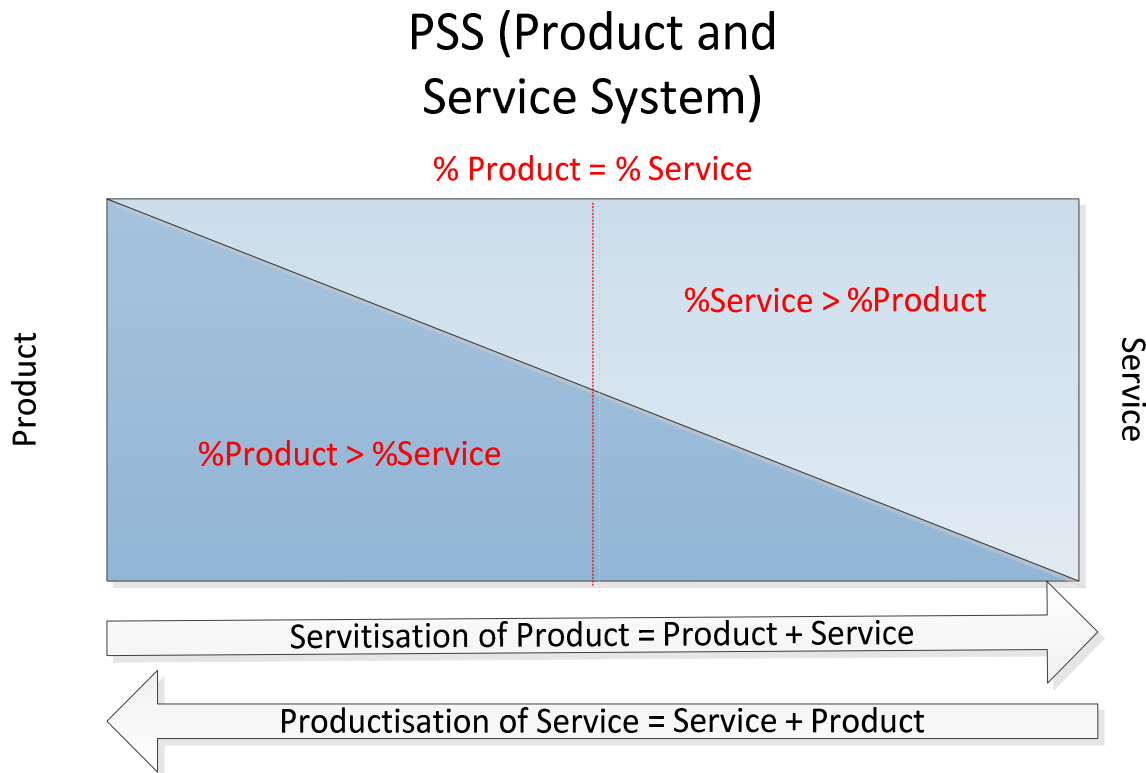 PSS (Product and
Service System)
% Product = % Service
%Service > %Product
Product
Service
%Product > %Service
Servitisation of Product = Product + Service
Productisation of Service = Service + Product